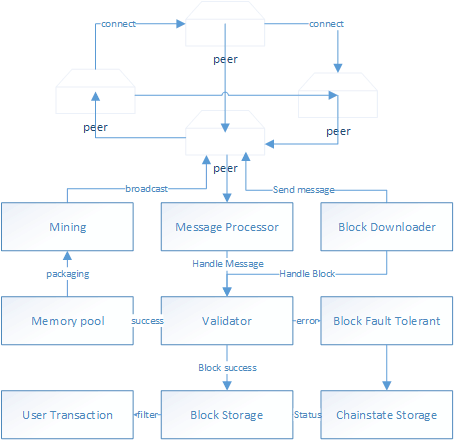 connect
connect
peer
peer
peer
peer
broadcast
Send message
Mining
Message Processor
Block Downloader
Handle Message
packaging
Handle Block
Memory pool
success
Validator
error
Block Fault Tolerant
Block success
User Transaction
filter
Block Storage
Status
Chainstate Storage